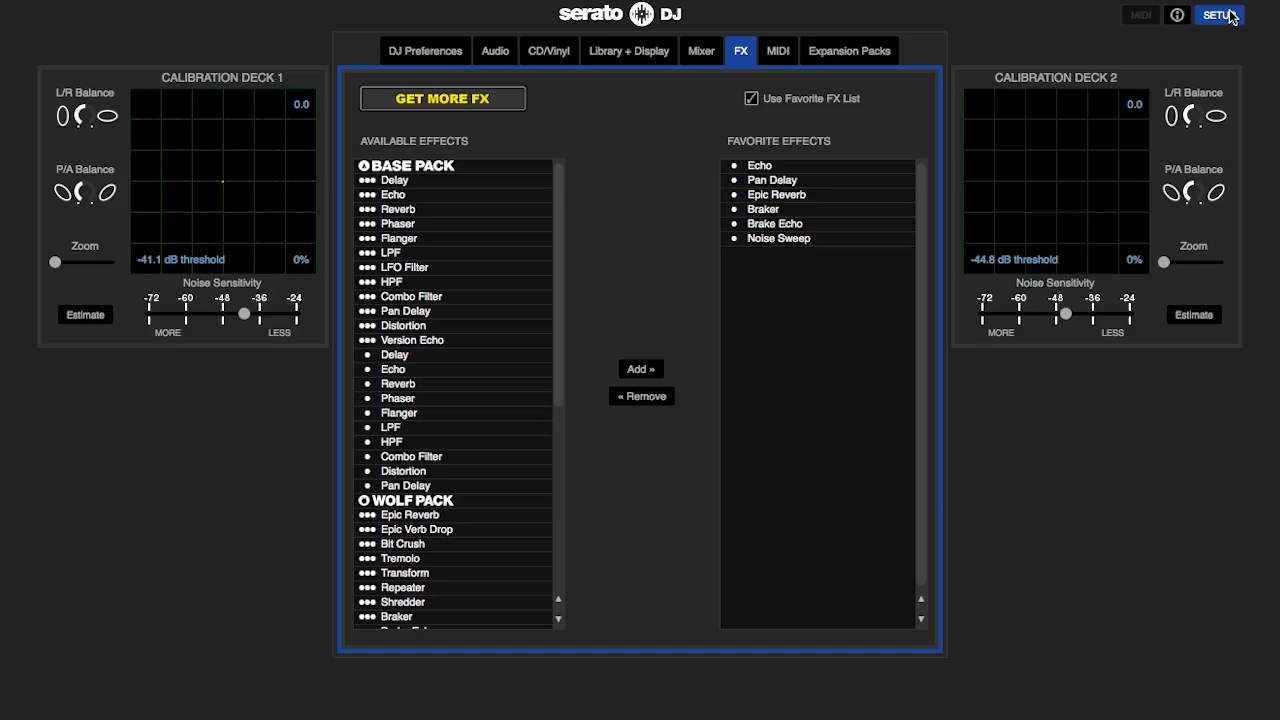 serato DJ
MIDI
SETUP
DJ Preferences
Audio
CD/Vinyl
Library + Display
Mixer
FX
MIDI
Expansion Packs
CALIBRATION DECK 1
L/R Balance
0.0
P/A Balance
Zoom
-41.1 dB threshold
0%
Noise Sensitivity
-72 -60 -48 -36 -24
Estimate
MORE
LESS
GET MORE FX
Use Favorite FX List
AVAILABLE EFFECTS
BASE PACK
Delay
Echo
Reverb
Phaser
Flanger
LPF
LFO Filter
HPF
Combo Filter
Pan Delay
Distortion
Version Echo
Delay
Echo
Reverb
Phaser
Flanger
LPF
HPF
Combo Filter
Distortion
Pan Delay
WOLF PACK
Epic Reverb
Epic Verb Drop
Bit Crush
Tremolo
Transform
Repeater
Shredder
Braker
Add »
« Remove
FAVORITE EFFECTS
Echo
Pan Delay
Epic Reverb
Braker
Brake Echo
Noise Sweep
CALIBRATION DECK 2
0.0
L/R Balance
P/A Balance
Zoom
-44.8 dB threshold
0%
Noise Sensitivity
-72 -60 -48 -36 -24
Estimate
MORE
LESS